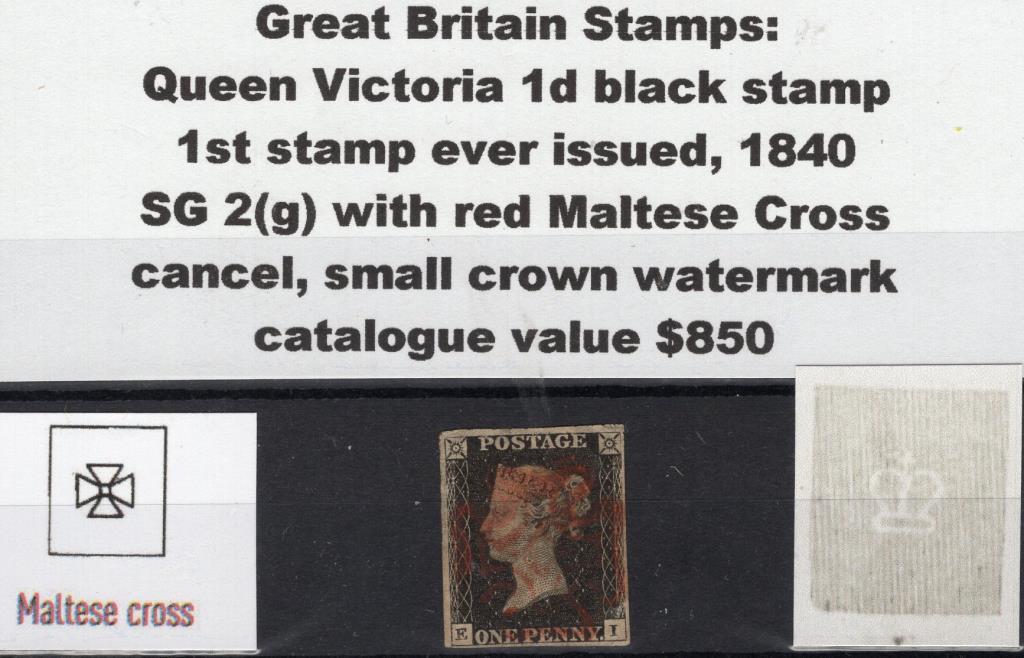 Great Britain Stamps:
Queen Victoria 1d black stamp
1st stamp ever issued, 1840
SG 2(g) with red Maltese Cross
cancel, small crown watermark
catalogue value $850
Maltese cross
POSTAGE
E ONE PENNY. I